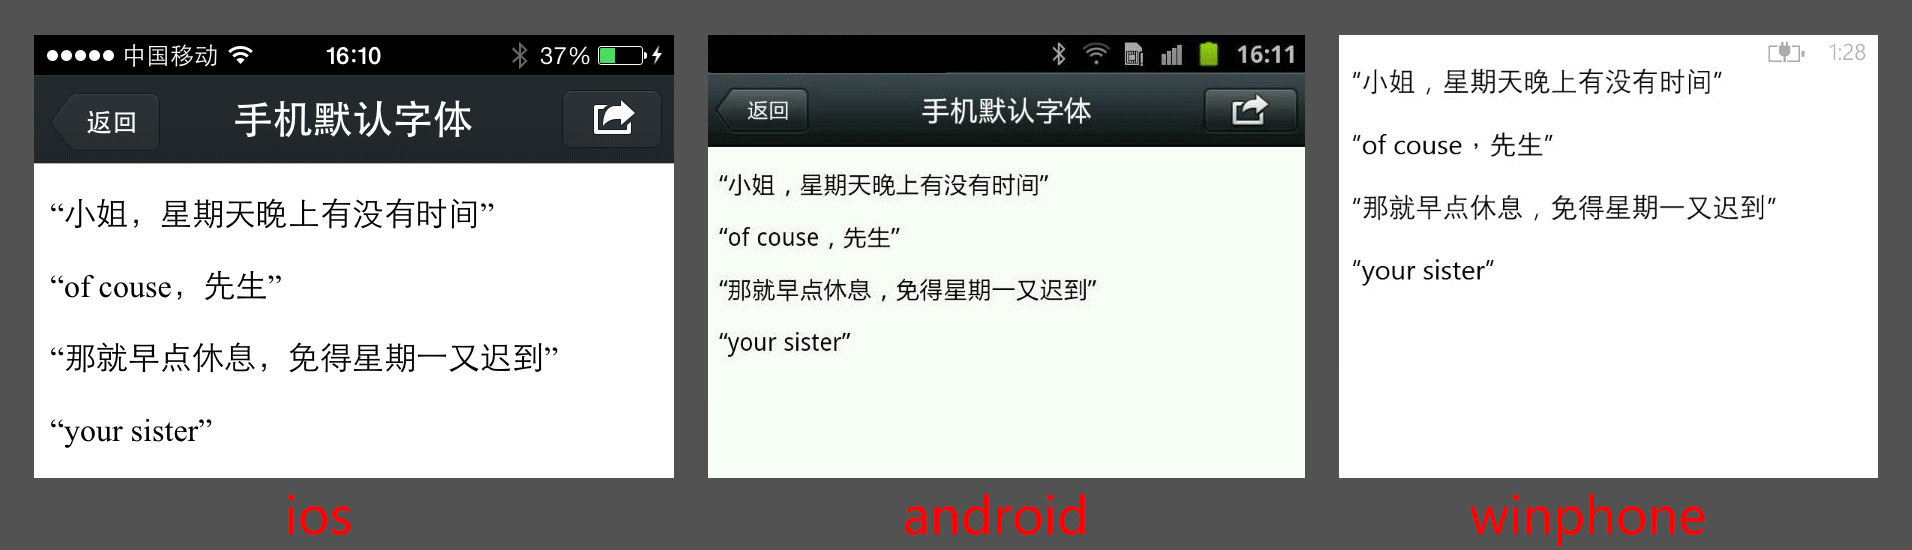 中国移动 16:10 37%
返回 手机默认字体
“小姐，星期天晚上有没有时间”
“of couse，先生”
“那就早点休息，免得星期一又迟到”
“your sister”
ios
16:11
返回 手机默认字体
“小姐，星期天晚上有没有时间”
“of couse，先生”
“那就早点休息，免得星期一又迟到”
“your sister”
android
1:28
“小姐，星期天晚上有没有时间”
“of couse，先生”
“那就早点休息，免得星期一又迟到”
“your sister”
winphone